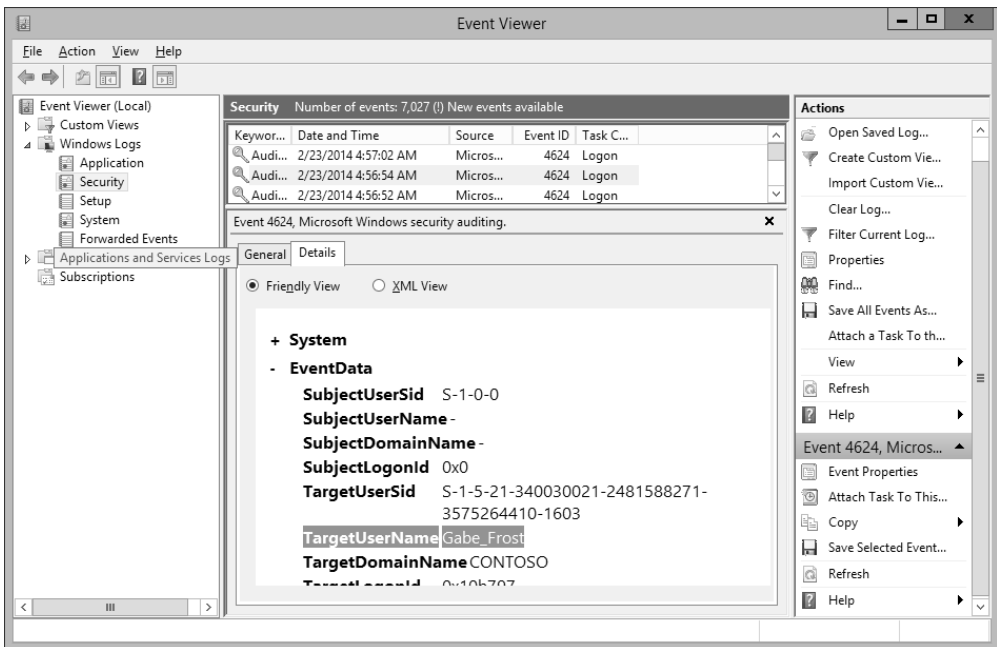 Event Viewer
File Action View Help
Event Viewer (Local)
Custom Views
Windows Logs
Application
Security
Setup
System
Forwarded Events
Applications and Services Logs
Subscriptions
Security Number of events: 7,027 (!) New events available
Keywor... Date and Time Source Event ID Task C...
Audi... 2/23/2014 4:57:02 AM Micros... 4624 Logon
Audi... 2/23/2014 4:56:54 AM Micros... 4624 Logon
Audi... 2/23/2014 4:56:52 AM Micros... 4624 Logon
Event 4624, Microsoft Windows security auditing.
General Details
Friendly View XML View
+ System
- EventData
SubjectUserSid S-1-0-0
SubjectUserName -
SubjectDomainName -
SubjectLogonId 0x0
TargetUserSid S-1-5-21-340030021-2481588271-
3575264410-1603
TargetUserName Gabe_Frost
TargetDomainName CONTOSO
TargetLogonId 0x10b797
Actions
Open Saved Log...
Create Custom Vie...
Import Custom Vie...
Clear Log...
Filter Current Log...
Properties
Find...
Save All Events As...
Attach a Task To th...
View
Refresh
Help
Event 4624, Micros...
Event Properties
Attach Task To This...
Copy
Save Selected Event...
Refresh
Help